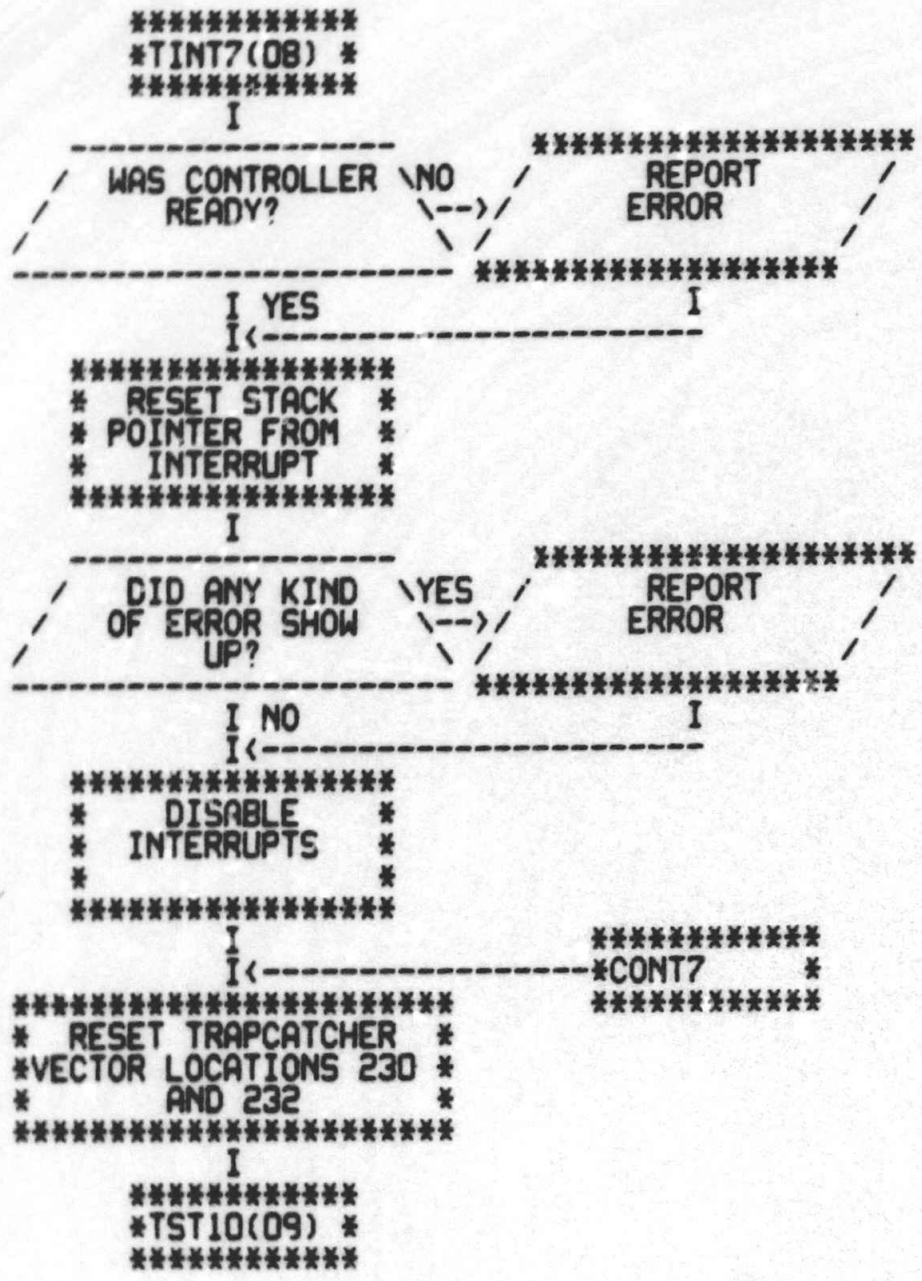 ************
*TINT7(08) *
************
I
-----------------
/ WAS CONTROLLER \NO
/ READY? \-->
/ \
-----------------------
********************
/ REPORT /
/ ERROR /
/ /
*******************
I YES I
I<-----------------------
*****************
* RESET STACK *
* POINTER FROM *
* INTERRUPT *
*****************
I
-----------------
/ DID ANY KIND \YES
/ OF ERROR SHOW \-->
/ UP? \
-----------------------
********************
/ REPORT /
/ ERROR /
/ /
*******************
I NO I
I<-----------------------
*****************
* DISABLE *
* INTERRUPTS *
* *
*****************
I
I<-----------------*CONT7 *
************
************
***********************
* RESET TRAPCATCHER *
*VECTOR LOCATIONS 230 *
* AND 232 *
***********************
I
************
*TST10(09) *
************